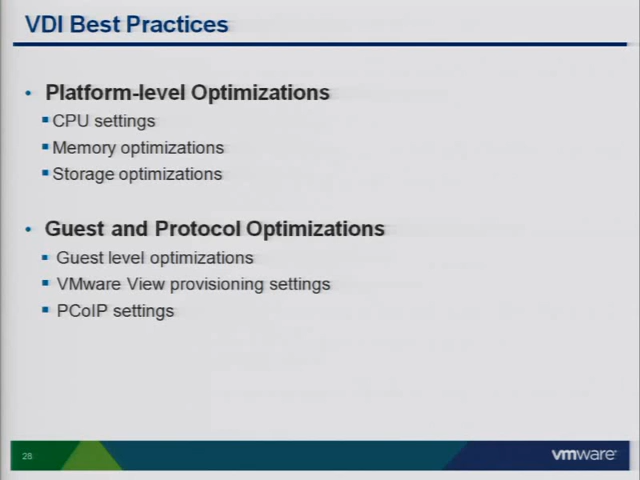 VDI Best Practices
• Platform-level Optimizations
▪ CPU settings
▪ Memory optimizations
▪ Storage optimizations
• Guest and Protocol Optimizations
▪ Guest level optimizations
▪ VMware View provisioning settings
▪ PCoIP settings
28
vmware